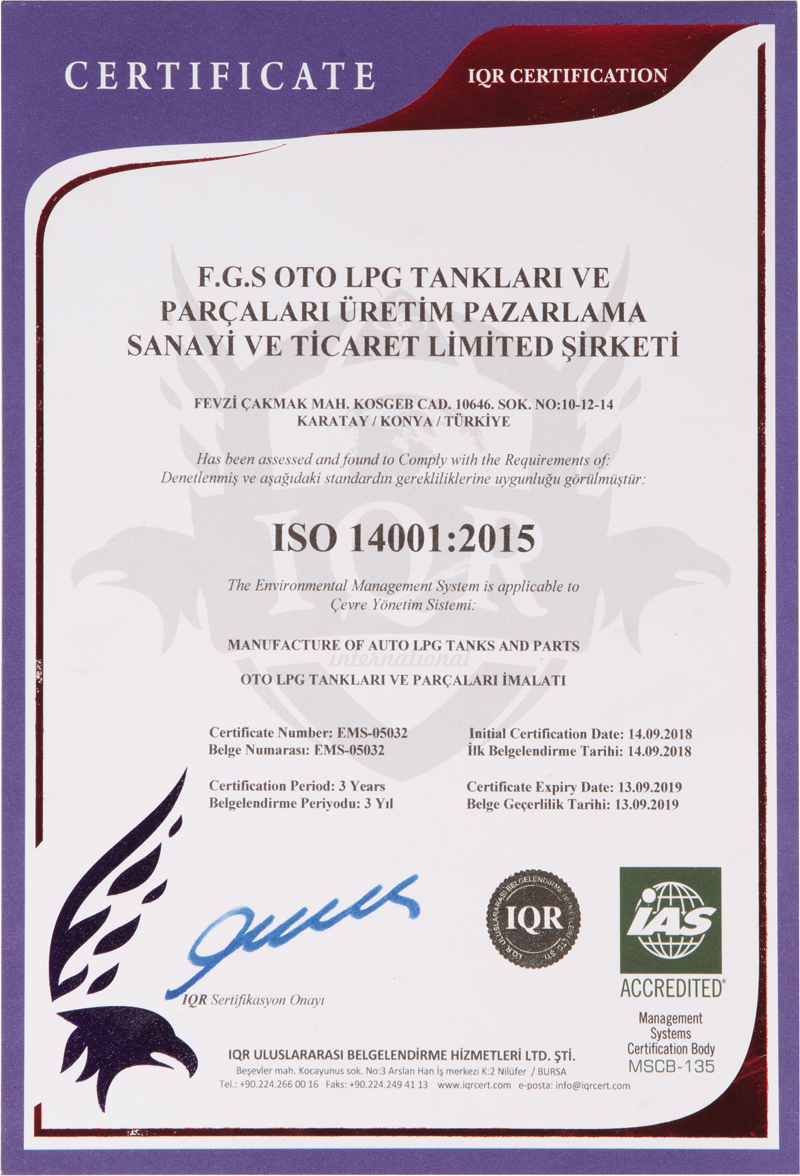 CERTIFICATE
IQR CERTIFICATION
F.G.S OTO LPG TANKLARI VE
PARÇALARI ÜRETİM PAZARLAMA
SANAYİ VE TİCARET LİMİTED ŞİRKETİ
FEVZİ ÇAKMAK MAH. KOSGEB CAD. 10646. SOK. NO:10-12-14
KARATAY / KONYA / TÜRKİYE
Has been assessed and found to Comply with the Requirements of:
Denetlenmiş ve aşağıdaki standardın gerekliliklerine uygunluğu görülmüştür:
IQR
ISO 14001:2015
The Environmental Management System is applicable to
Çevre Yönetim Sistemi:
MANUFACTURE OF AUTO LPG TANKS AND PARTS
international
OTO LPG TANKLARI VE PARÇALARI İMALATI
Certificate Number: EMS-05032
Belge Numarası: EMS-05032
Initial Certification Date: 14.09.2018
İlk Belgelendirme Tarihi: 14.09.2018
Certification Period: 3 Years
Belgelendirme Periyodu: 3 Yıl
Certificate Expiry Date: 13.09.2019
Belge Geçerlilik Tarihi: 13.09.2019
IQR Sertifikasyon Onayı
IQR ULUSLARARASI BELGELENDİRME HİZMETLERİ LTD. ŞTİ.
IQR
IAS
ACCREDITED®
Management
Systems
Certification Body
MSCB-135
IQR ULUSLARARASI BELGELENDİRME HİZMETLERİ LTD. ŞTİ.
Beşevler mah. Kocayunus sok. No:3 Arslan Han İş merkezi K:2 Nilüfer / BURSA
Tel.: +90.224.266 00 16 Faks: +90.224.249 41 13 www.iqrcert.com e-posta: info@iqrcert.com